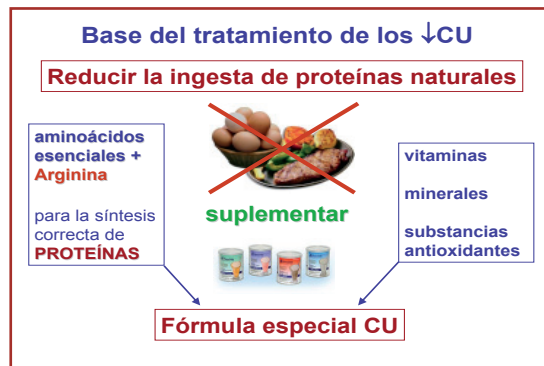 Base del tratamiento de los ↓CU
Reducir la ingesta de proteínas naturales
aminoácidos
esenciales +
Arginina
para la síntesis
correcta de
PROTEÍNAS
suplementar
vitaminas
minerales
substancias
antioxidantes
Fórmula especial CU